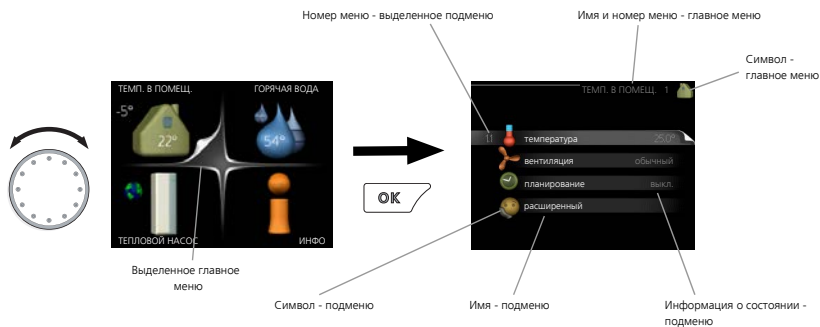 Номер меню - выделенное подменю
Имя и номер меню - главное меню
Символ -
главное меню
ТЕМП. В ПОМЕЩ.
ГОРЯЧАЯ ВОДА
-5°
22°
54°
ТЕПЛОВОЙ НАСОС
ИНФО
OK
ТЕМП. В ПОМЕЩ. 1
1.1 температура 25.0°
вентиляция обычный
планирование выкл.
расширенный
Выделенное главное
меню
Символ - подменю
Имя - подменю
Информация о состоянии -
подменю